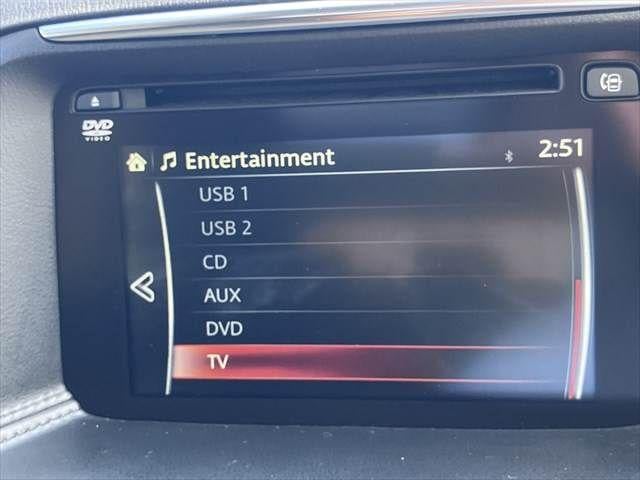 DVD
VIDEO
Entertainment
2:51
USB 1
USB 2
CD
AUX
DVD
TV